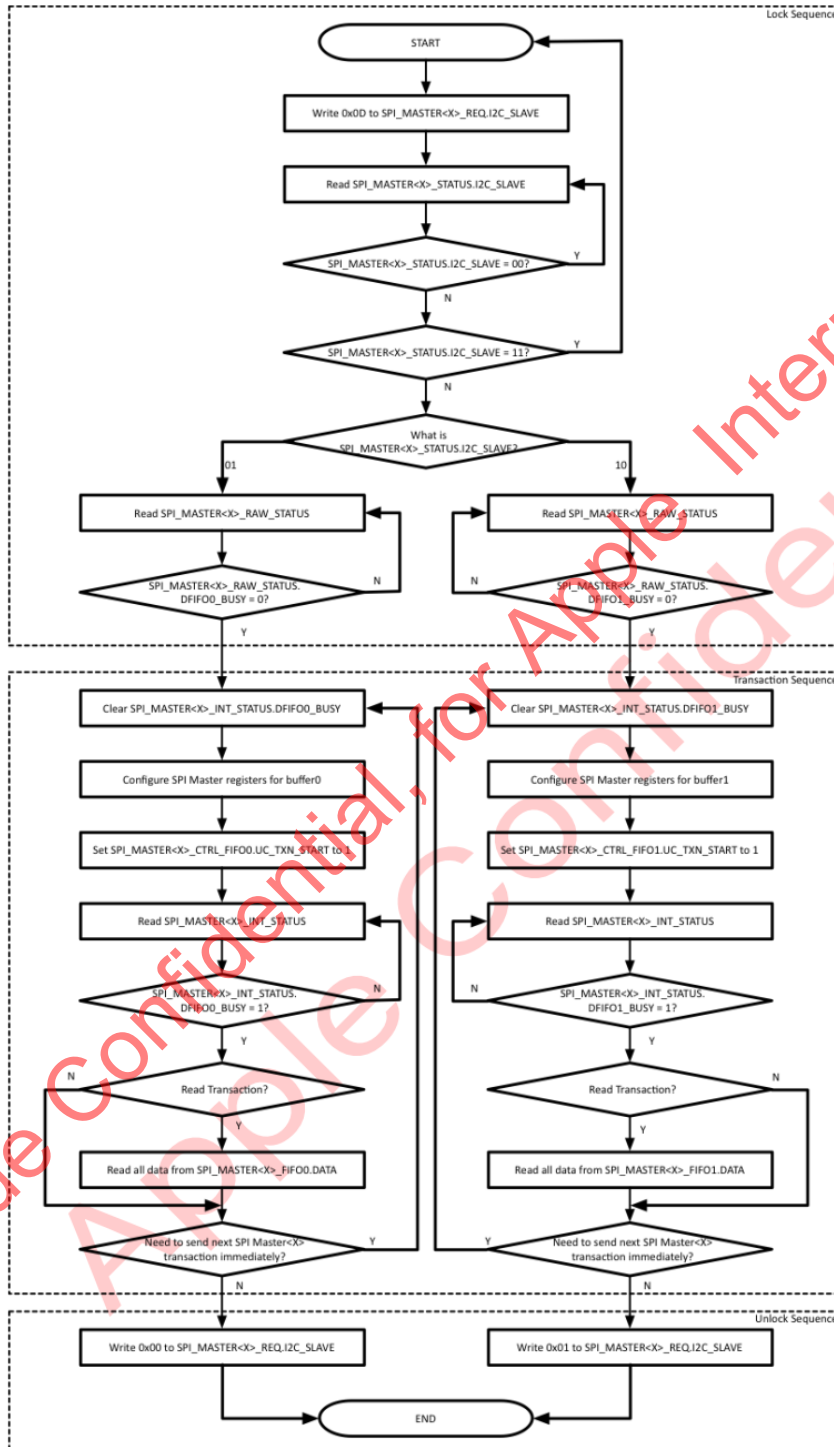 Lock Sequence
START
Write 0x0D to SPI_MASTER<X>_REQ.I2C_SLAVE
Read SPI_MASTER<X>_STATUS.I2C_SLAVE
SPI_MASTER<X>_STATUS.I2C_SLAVE = 00?
Y
N
SPI_MASTER<X>_STATUS.I2C_SLAVE = 11?
Y
N
What is
SPI_MASTER<X>_STATUS.I2C_SLAVE?
01
10
Read SPI_MASTER<X>_RAW_STATUS
Read SPI_MASTER<X>_RAW_STATUS
SPI_MASTER<X>_RAW_STATUS.
DFIFO0_BUSY = 0?
N
N
SPI_MASTER<X>_RAW_STATUS.
DFIFO1_BUSY = 0?
Y
Y
Transaction Sequence
Clear SPI_MASTER<X>_INT_STATUS.DFIFO0_BUSY
Clear SPI_MASTER<X>_INT_STATUS.DFIFO1_BUSY
Configure SPI Master registers for buffer0
Configure SPI Master registers for buffer1
Set SPI_MASTER<X>_CTRL_FIFO0.UC_TXN_START to 1
Set SPI_MASTER<X>_CTRL_FIFO1.UC_TXN_START to 1
Read SPI_MASTER<X>_INT_STATUS
Read SPI_MASTER<X>_INT_STATUS
SPI_MASTER<X>_INT_STATUS.
DFIFO0_BUSY = 1?
N
N
SPI_MASTER<X>_INT_STATUS.
DFIFO1_BUSY = 1?
Y
Y
N
Read Transaction?
Read Transaction?
N
Y
Y
Read all data from SPI_MASTER<X>_FIFO0.DATA
Read all data from SPI_MASTER<X>_FIFO1.DATA
Need to send next SPI Master<X>
transaction immediately?
Y
Y
Need to send next SPI Master<X>
transaction immediately?
N
N
Unlock Sequence
Write 0x00 to SPI_MASTER<X>_REQ.I2C_SLAVE
Write 0x01 to SPI_MASTER<X>_REQ.I2C_SLAVE
END
Confidential, for Apple
Apple